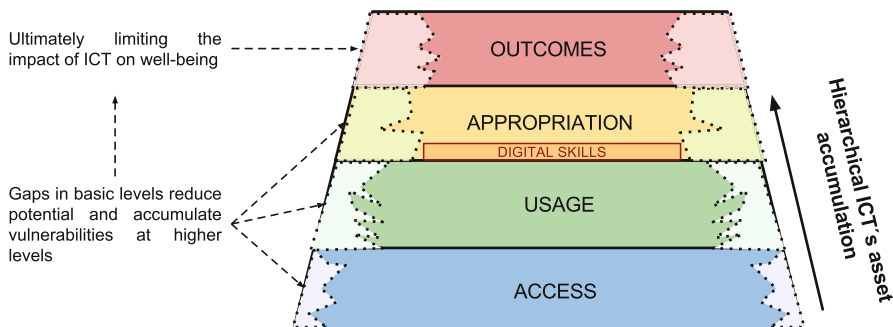 Ultimately limiting the
impact of ICT on well-being
Gaps in basic levels reduce
potential and accumulate
vulnerabilities at higher
levels
OUTCOMES
APPROPRIATION
DIGITAL SKILLS
USAGE
ACCESS
Hierarchical ICT´s asset
accumulation